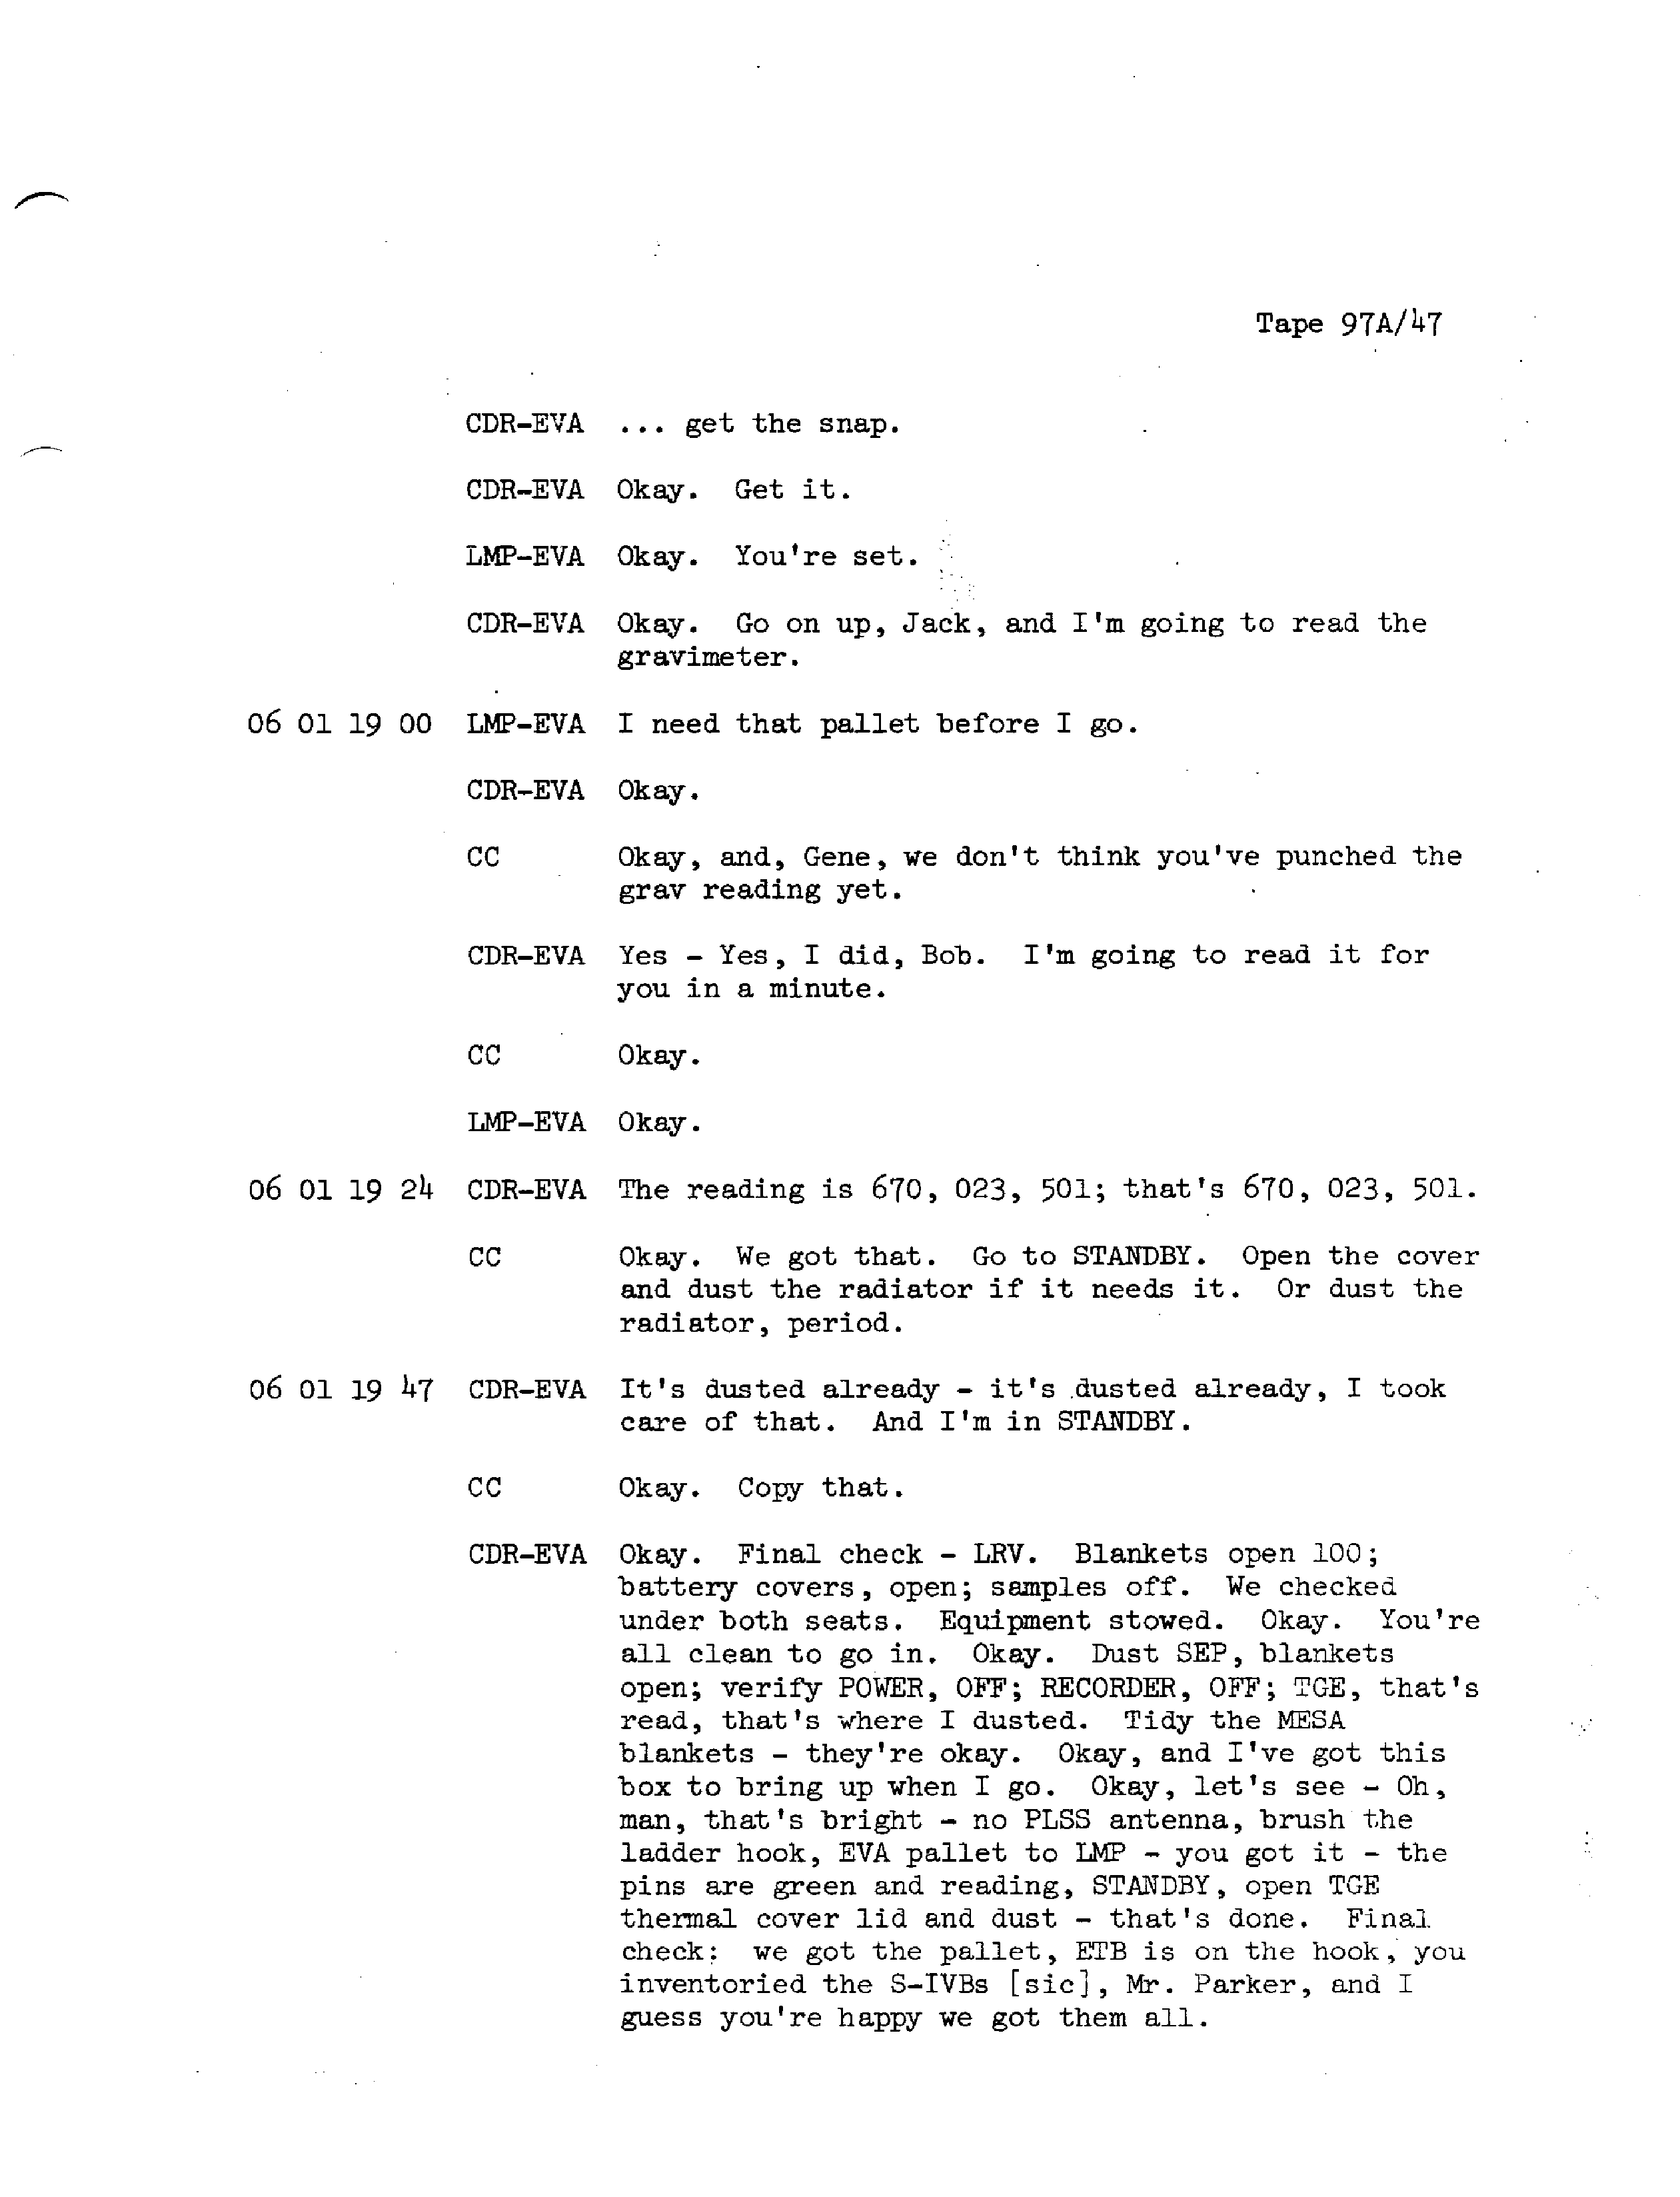 Tape 97A/47
CDR-EVA ... get the snap.
CDR-EVA Okay. Get it.
LMP-EVA Okay. You're set.
CDR-EVA Okay. Go on up, Jack, and I'm going to read the
gravimeter.
06 01 19 00 LMP-EVA I need that pallet before I go.
CDR-EVA Okay.
CC Okay, and, Gene, we don't think you've punched the
grav reading yet.
CDR-EVA Yes - Yes, I did, Bob. I'm going to read it for
you in a minute.
CC Okay.
LMP-EVA Okay.
06 01 19 24 CDR-EVA The reading is 670, 023, 501; that's 670, 023, 501.
CC Okay. We got that. Go to STANDBY. Open the cover
and dust the radiator if it needs it. Or dust the
radiator, period.
06 01 19 47 CDR-EVA It's dusted already - it's dusted already, I took
care of that. And I'm in STANDBY.
CC Okay. Copy that.
CDR-EVA Okay. Final check - LRV. Blankets open 100;
battery covers, open; samples off. We checked
under both seats. Equipment stowed. Okay. You're
all clean to go in. Okay. Dust SEP, blankets
open; verify POWER, OFF; RECORDER, OFF; TGE, that's
read, that's where I dusted. Tidy the MESA
blankets - they're okay. Okay, and I've got this
box to bring up when I go. Okay, let's see - Oh,
man, that's bright - no PLSS antenna, brush the
ladder hook, EVA pallet to LMP - you got it - the
pins are green and reading, STANDBY, open TGE
thermal cover lid and dust - that's done. Final
check: we got the pallet, ETB is on the hook, you
inventoried the S-IVBs [sic], Mr. Parker, and I
guess you're happy we got them all.